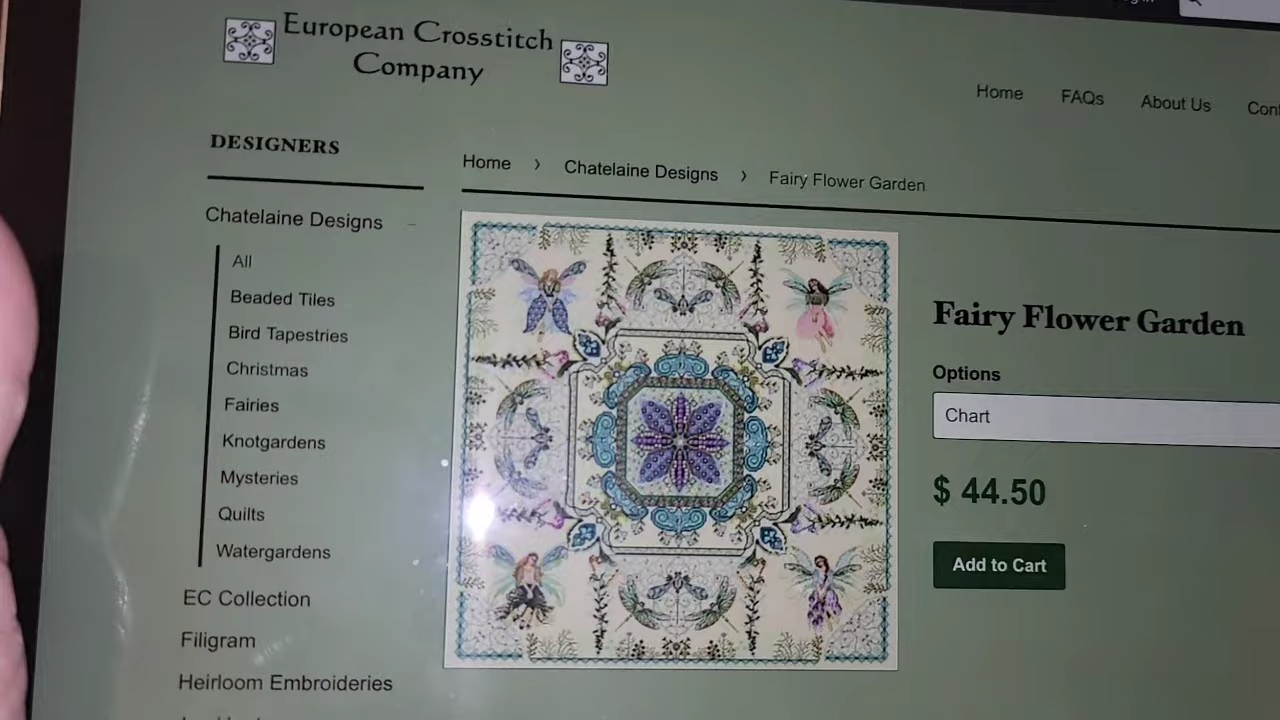 European Crosstitch
Company
Home
FAQs
About Us
DESIGNERS
Home › Chatelaine Designs › Fairy Flower Garden
Chatelaine Designs
All
Beaded Tiles
Bird Tapestries
Christmas
Fairies
Knotgardens
Mysteries
Quilts
Watergardens
EC Collection
Filigram
Heirloom Embroideries
Fairy Flower Garden
Options
Chart
$ 44.50
Add to Cart